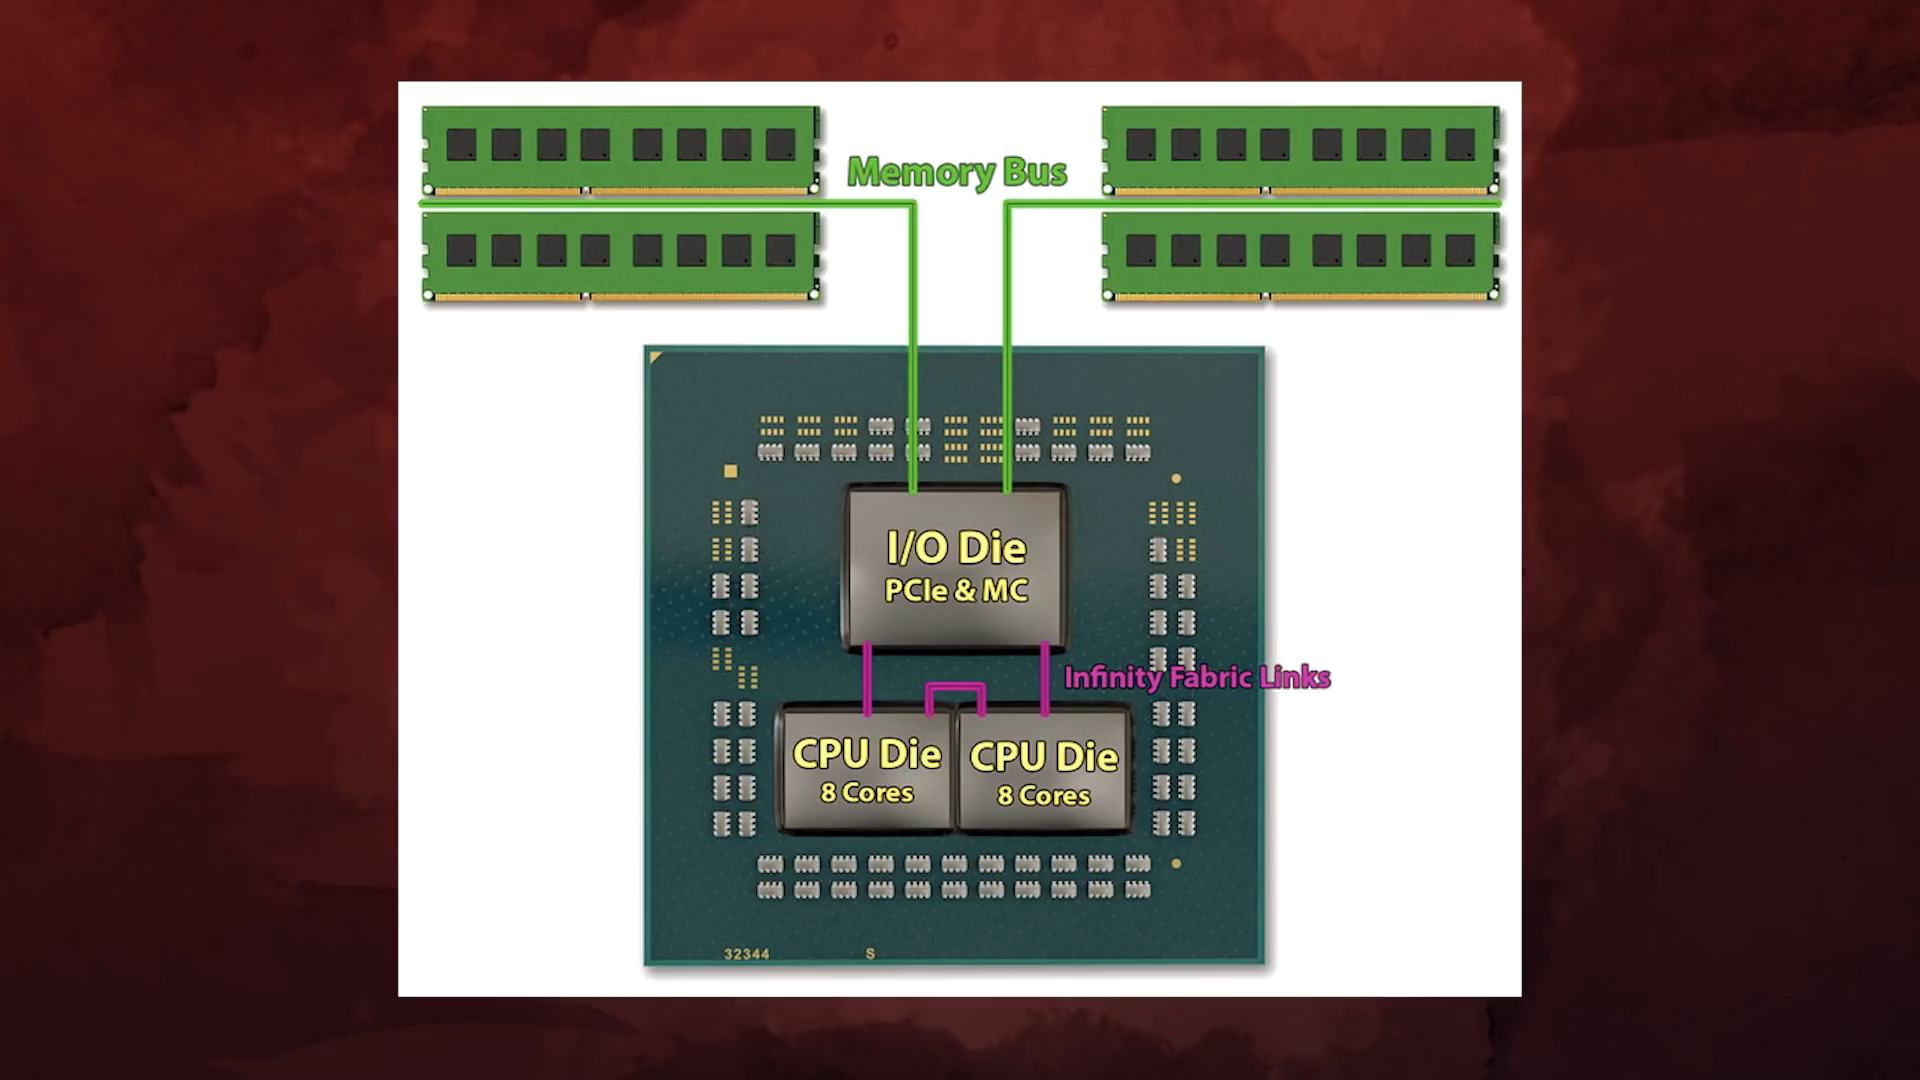 Memory Bus
I/O Die
PCIe & MC
Infinity Fabric Links
CPU Die
8 Cores
CPU Die
8 Cores
32344
S